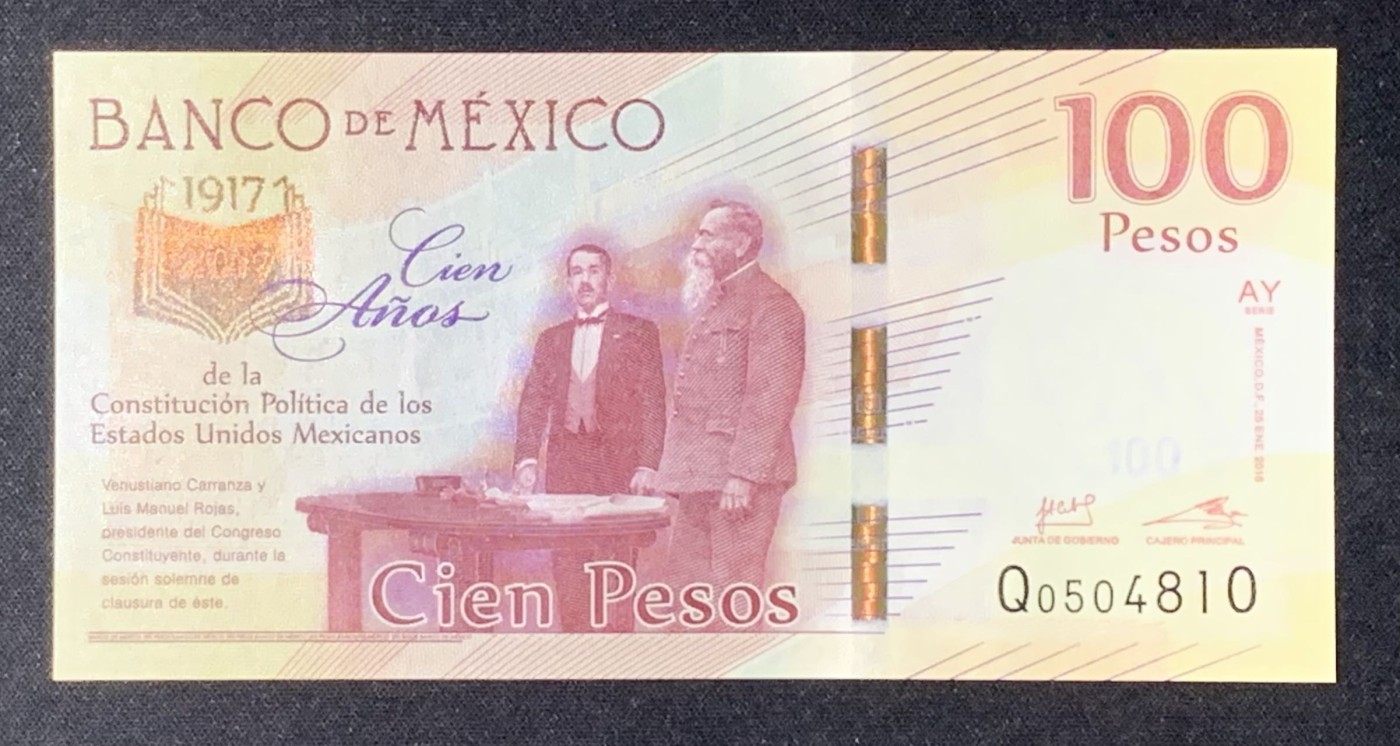 BANCO DE MÉXICO
1917
Cien
Años
de la
Constitución Política de los
Estados Unidos Mexicanos
Venustiano Carranza y
Luis Manuel Rojas,
presidente del Congreso
Constituyente, durante la
sesión solemne de
clausura de éste.
Cien Pesos
100
Pesos
AY
SERIE
MÉXICO, D.F., 25 ENE. 2016
100
JUNTA DE GOBIERNO
CAJERO PRINCIPAL
Q0504810